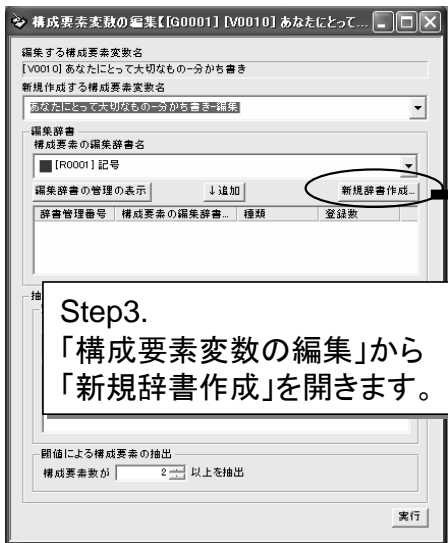 構成要素変数の編集【[G0001] [V0010] あなたにとって...
編集する構成要素変数名
[V0010] あなたにとって大切なもの-分かち書き
新規作成する構成要素変数名
あなたにとって大切なもの-分かち書き-編集
編集辞書
構成要素の編集辞書名
[R0001] 記号
編集辞書の管理の表示 ↓追加 新規辞書作成...
辞書管理番号 構成要素の編集辞書... 種類 登録数
抽
Step3.
「構成要素変数の編集」から
「新規辞書作成」を開きます。
閾値による構成要素の抽出
構成要素数が 2 以上を抽出
実行